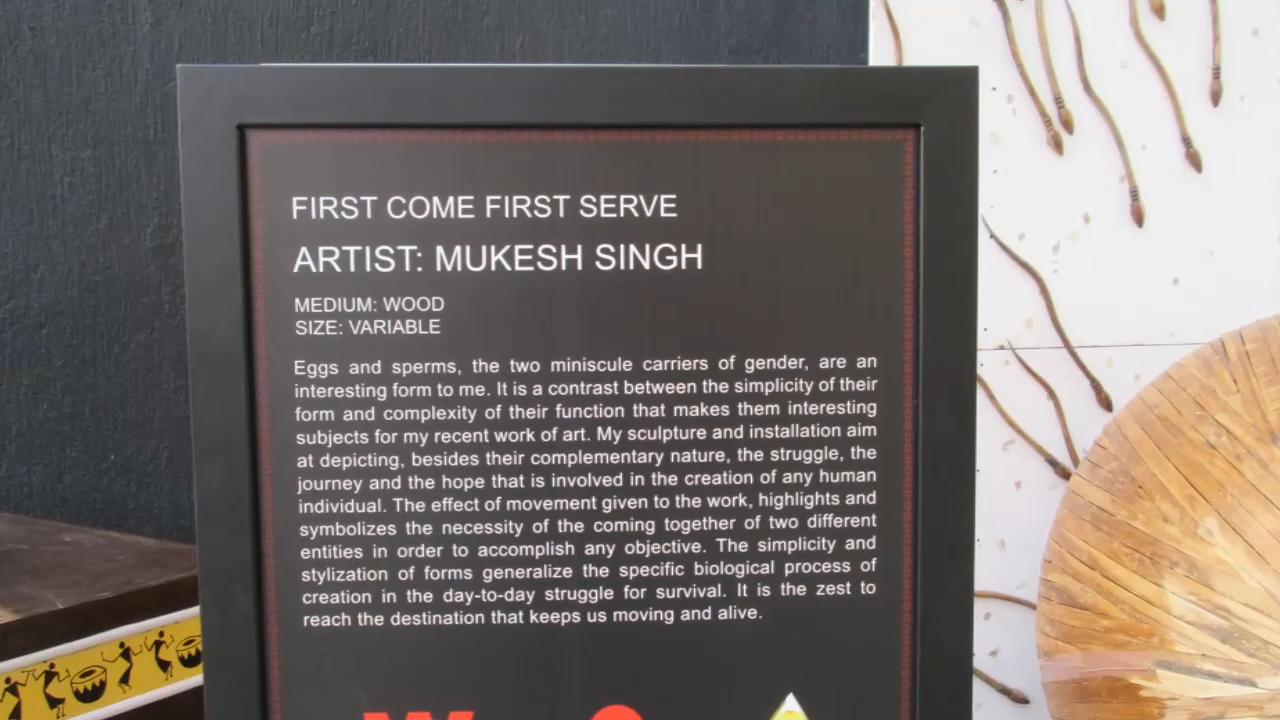 FIRST COME FIRST SERVE
ARTIST: MUKESH SINGH
MEDIUM: WOOD
SIZE: VARIABLE
Eggs and sperms, the two miniscule carriers of gender, are an
interesting form to me. It is a contrast between the simplicity of their
form and complexity of their function that makes them interesting
subjects for my recent work of art. My sculpture and installation aim
at depicting, besides their complementary nature, the struggle, the
journey and the hope that is involved in the creation of any human
individual. The effect of movement given to the work, highlights and
symbolizes the necessity of the coming together of two different
entities in order to accomplish any objective. The simplicity and
stylization of forms generalize the specific biological process of
creation in the day-to-day struggle for survival. It is the zest to
reach the destination that keeps us moving and alive.